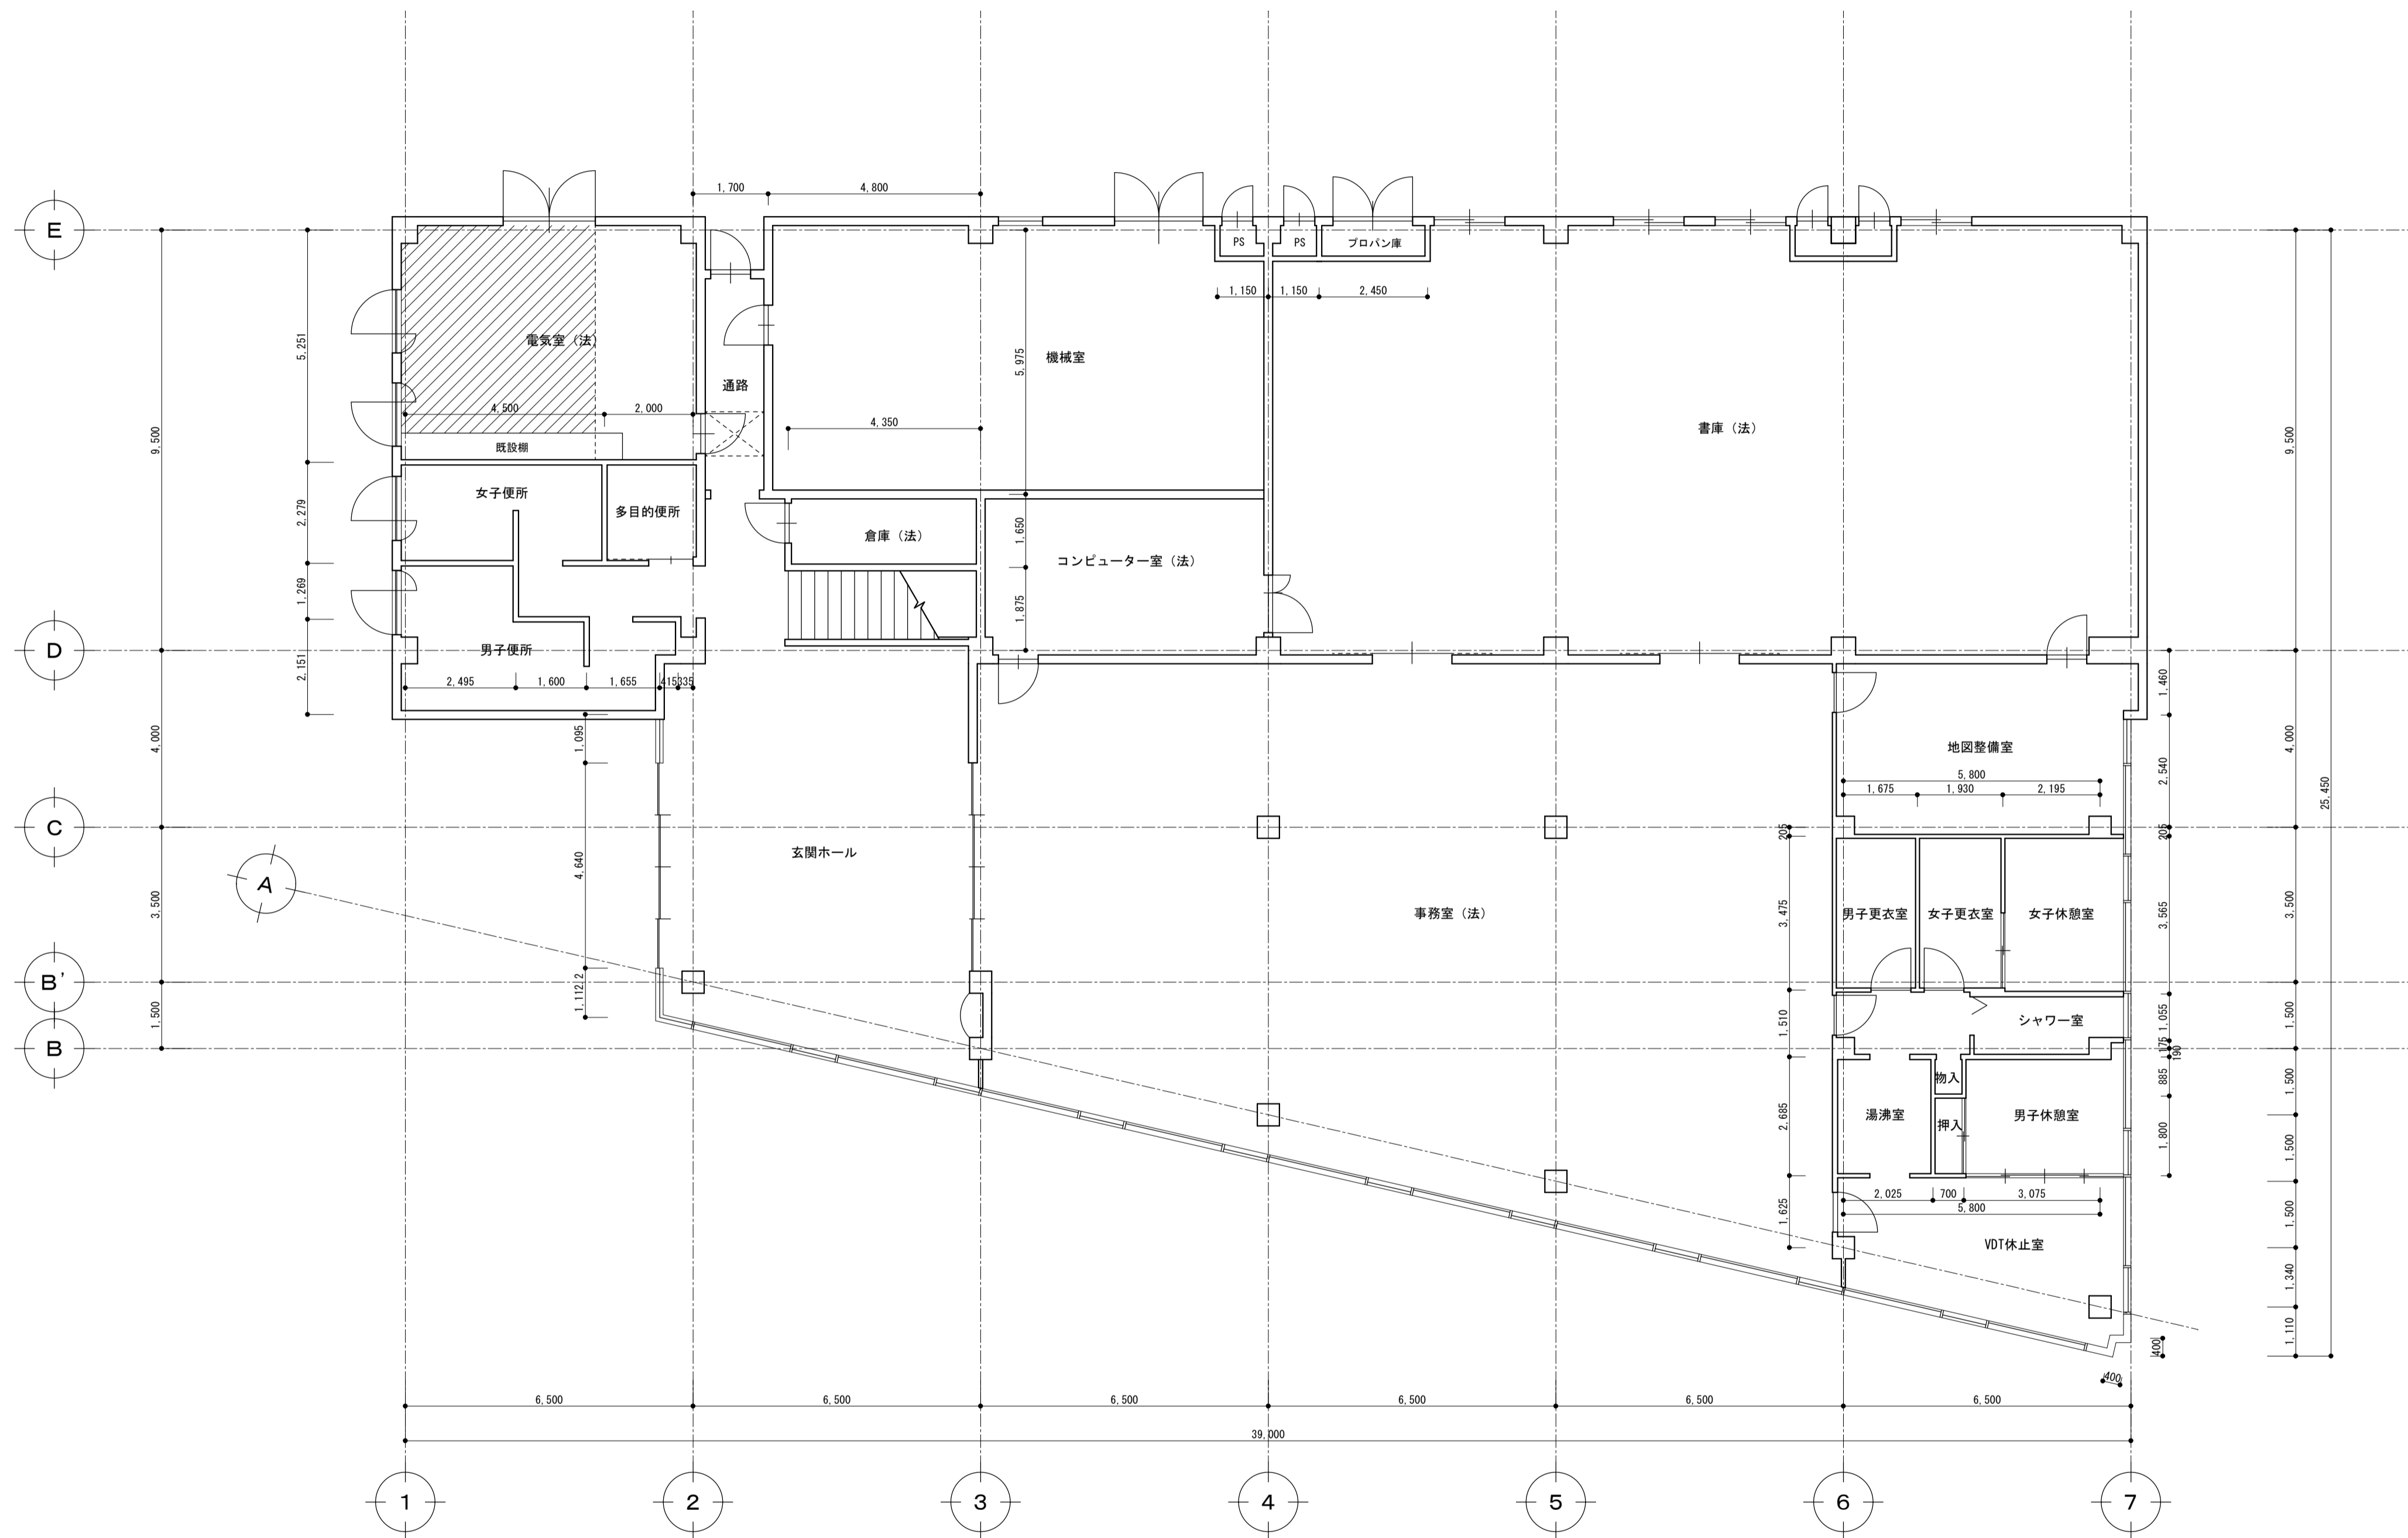 1,700
4,800
E
PS
PS
プロパン庫
1,150
1,150
2,450
5,251
電気室（法）
機械室
5,975
通路
4,500
2,000
4,350
書庫（法）
9,500
9,500
既設棚
女子便所
多目的便所
2,279
倉庫（法）
1,650
コンピューター室（法）
1,269
1,875
D
男子便所
2,151
2,495
1,600
1,655
415
335
1,460
1,095
4,000
地図整備室
4,000
2,540
5,800
1,675
1,930
2,195
25,450
C
205
205
玄関ホール
4,640
A
3,500
事務室（法）
3,475
男子更衣室
女子更衣室
女子休憩室
3,565
3,500
B'
1,112.2
1,500
1,510
シャワー室
1,055
1,500
B
175
190
物入
885
1,500
湯沸室
押入
男子休憩室
2,685
1,800
1,500
2,025
700
3,075
5,800
1,625
1,500
VDT休止室
1,340
1,110
400
400
6,500
6,500
6,500
6,500
6,500
6,500
39,000
1
2
3
4
5
6
7